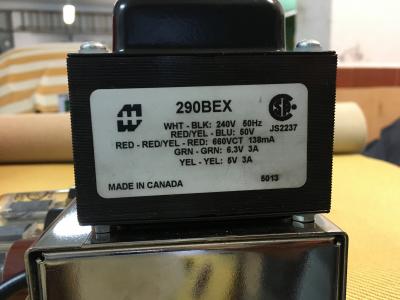 290BEX
WHT - BLK: 240V 50Hz
RED/YEL - BLU: 50V
RED - RED/YEL - RED: 660VCT 138mA
GRN - GRN: 6.3V 3A
YEL - YEL: 5V 3A
JS2237
MADE IN CANADA
5013